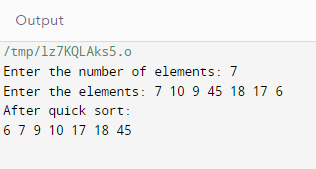 Output
/tmp/lz7KQLAks5.o
Enter the number of elements: 7
Enter the elements: 7 10 9 45 18 17 6
After quick sort:
6 7 9 10 17 18 45